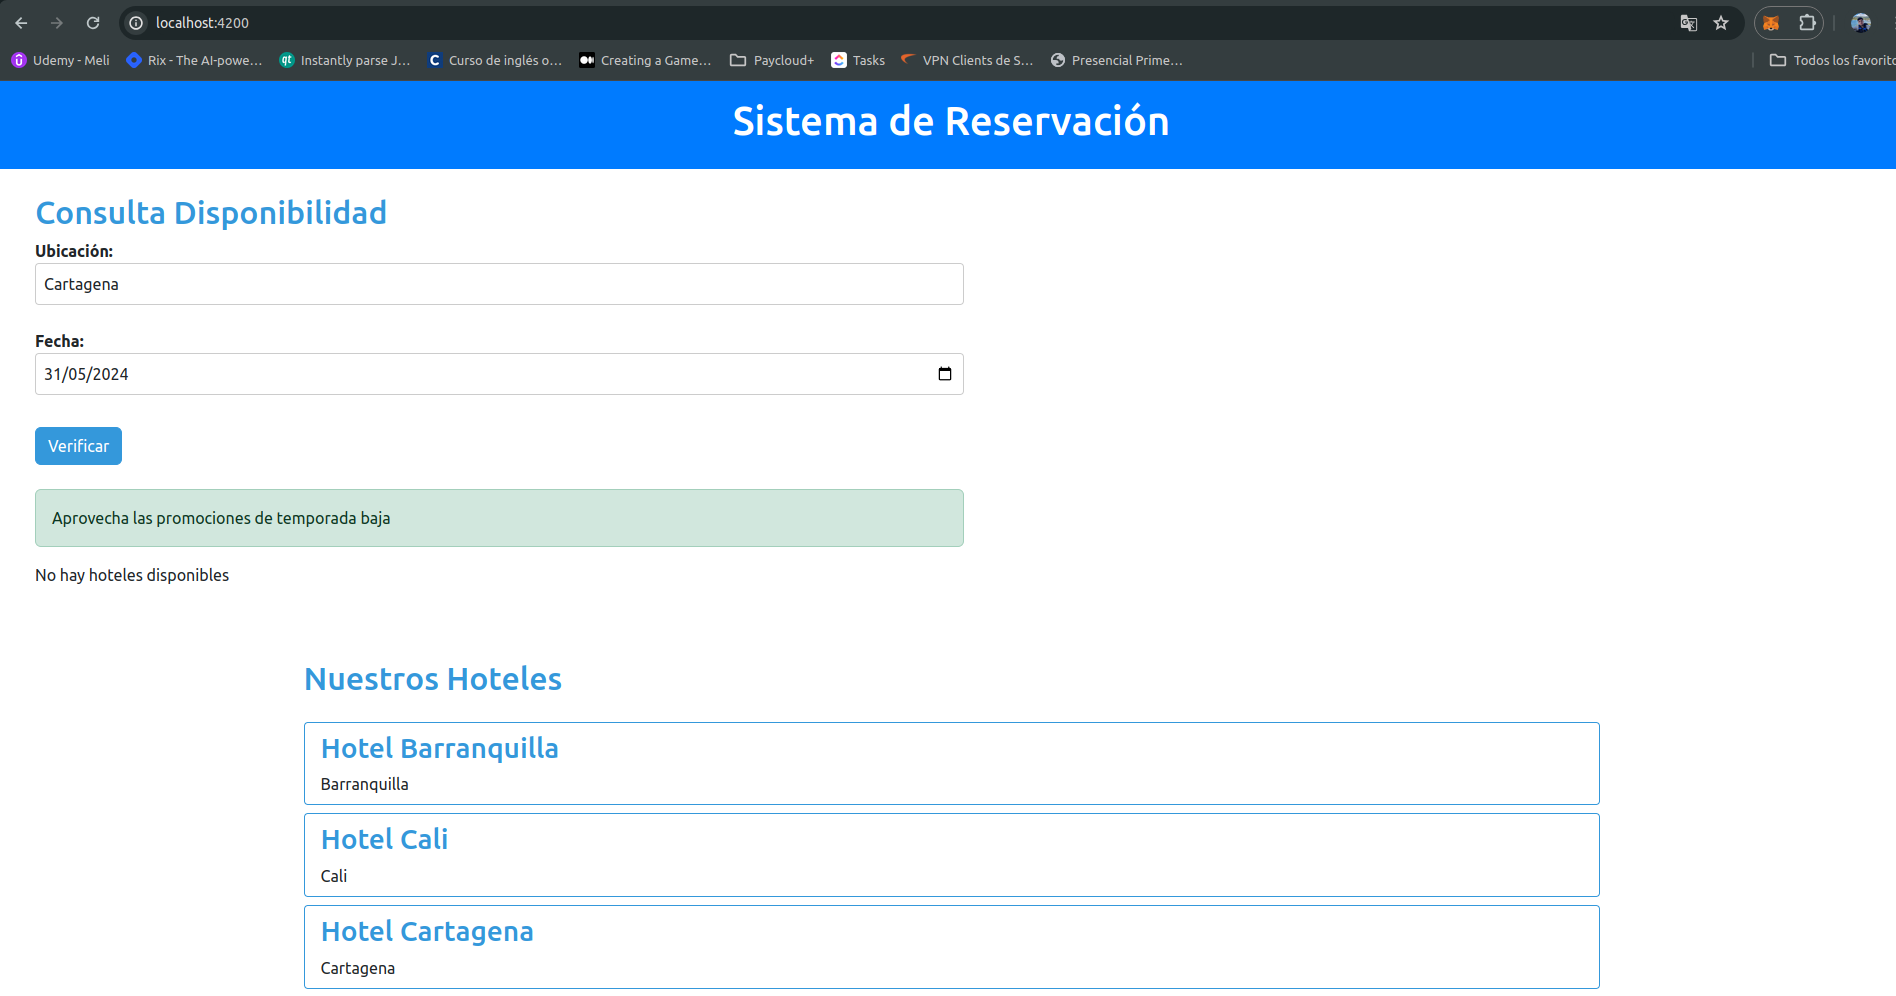 localhost:4200
Udemy - Meli Rix - The AI-powe... Instantly parse J... Curso de inglés o... Creating a Game... Paycloud+ Tasks VPN Clients de S... Presencial Prime... Todos los favorito
Sistema de Reservación
Consulta Disponibilidad
Ubicación:
Cartagena
Fecha:
31/05/2024
Verificar
Aprovecha las promociones de temporada baja
No hay hoteles disponibles
Nuestros Hoteles
Hotel Barranquilla
Barranquilla
Hotel Cali
Cali
Hotel Cartagena
Cartagena